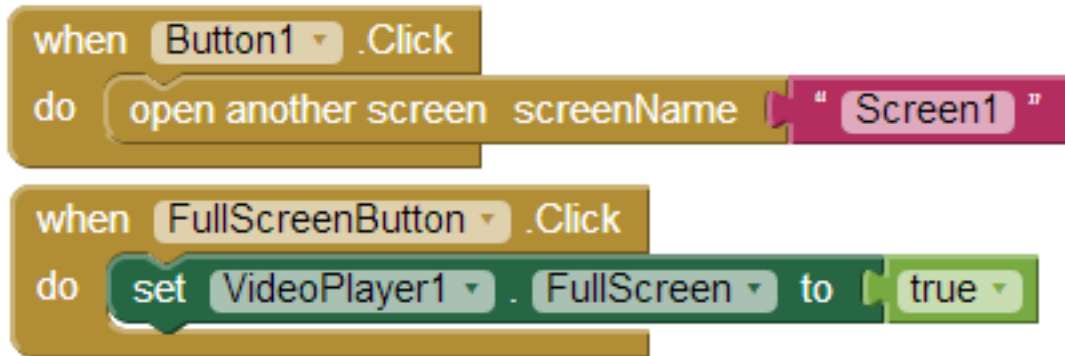 when Button1 .Click
do open another screen screenName " Screen1 "
when FullScreenButton .Click
do set VideoPlayer1 . FullScreen to true